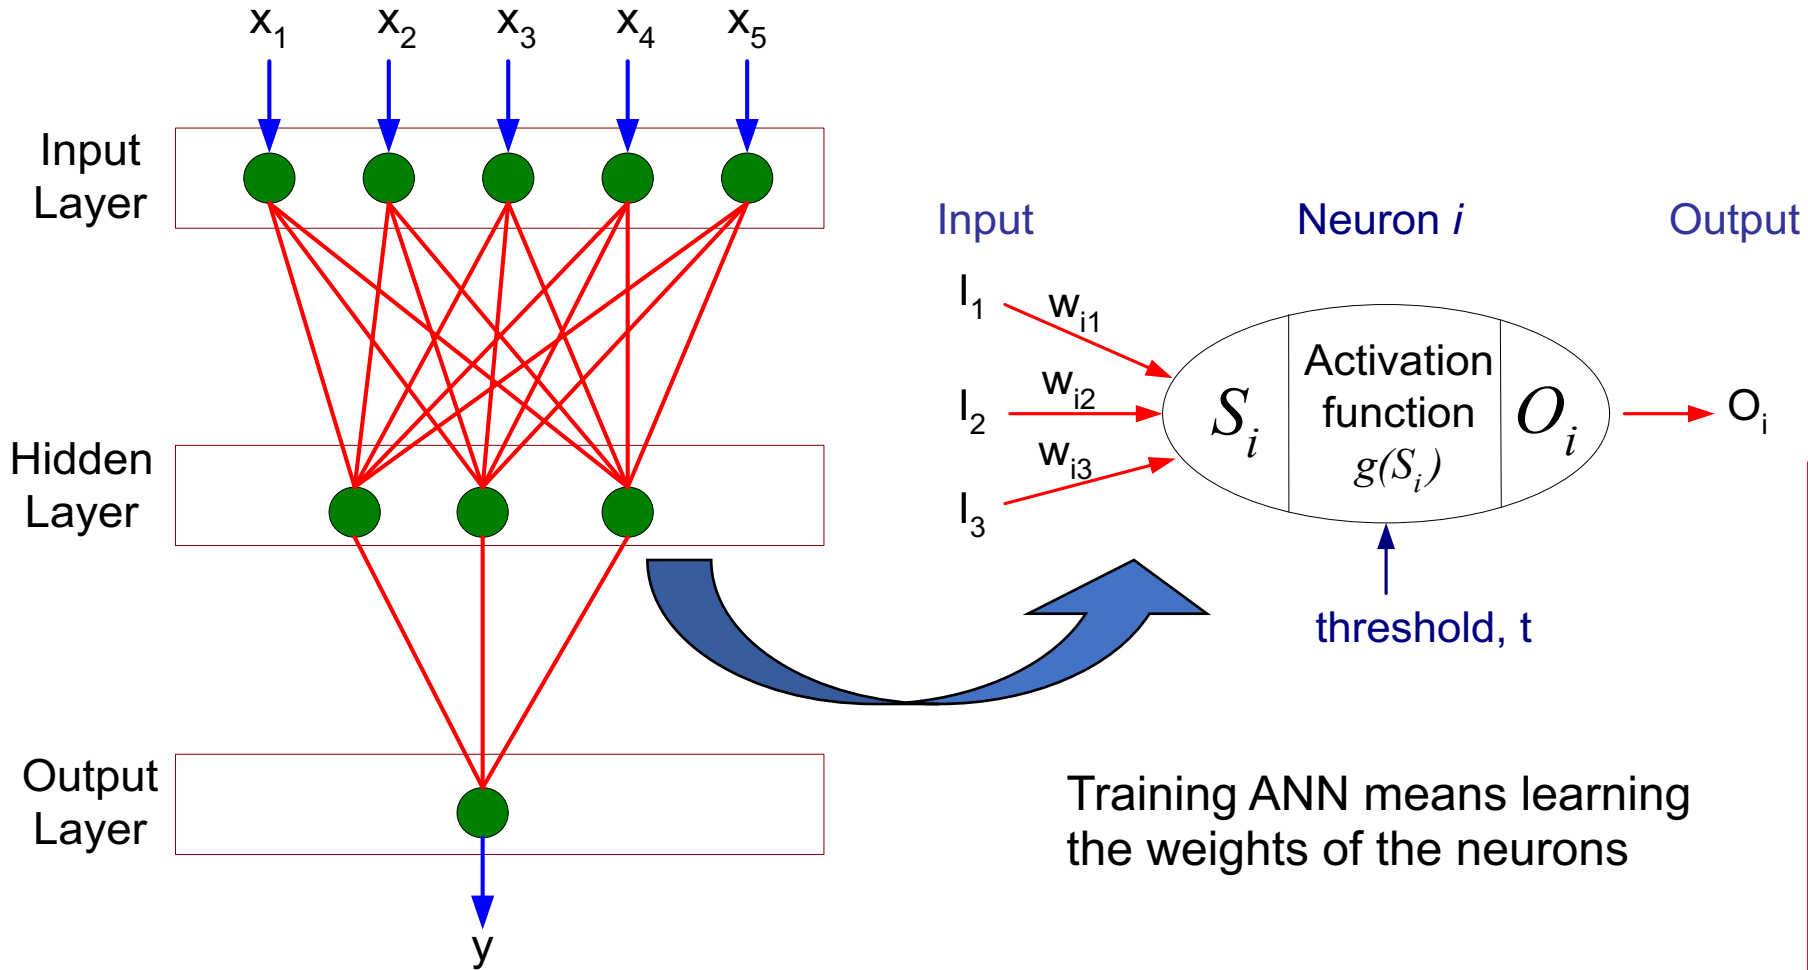 x1 x2 x3 x4 x5
Input
Layer
Hidden
Layer
Output
Layer
y
Input Neuron i Output
I1 wi1
I2 wi2
I3 wi3
Si
Activation
function
g(Si)
Oi
Oi
threshold, t
Training ANN means learning
the weights of the neurons